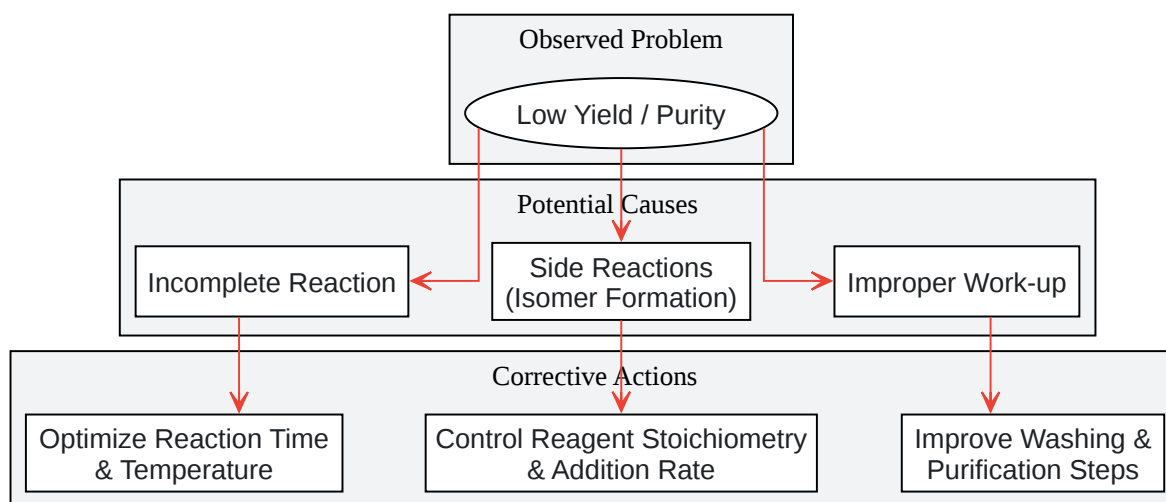 Observed Problem
Low Yield / Purity
Potential Causes
Incomplete Reaction
Side Reactions
(Isomer Formation)
Improper Work-up
Corrective Actions
Optimize Reaction Time
& Temperature
Control Reagent Stoichiometry
& Addition Rate
Improve Washing &
Purification Steps